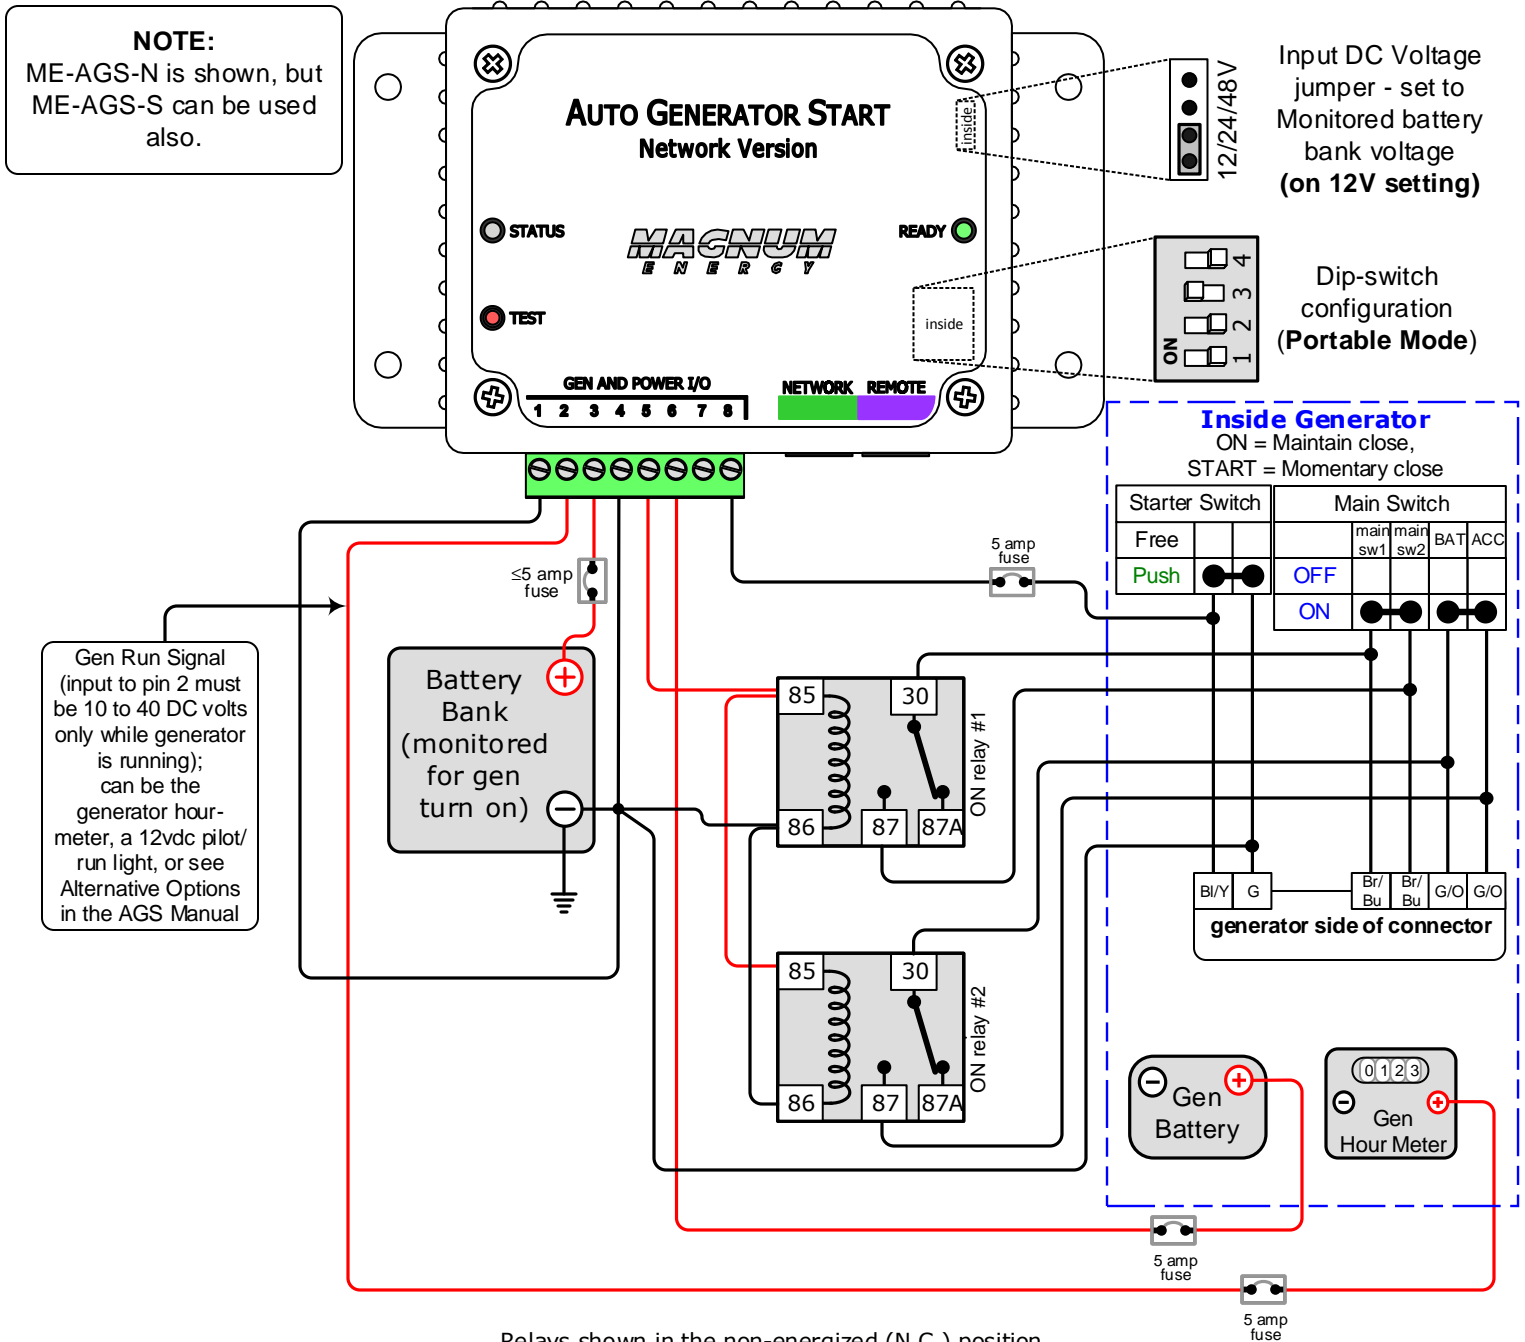 NOTE:
ME-AGS-N is shown, but
ME-AGS-S can be used
also.
AUTO GENERATOR START
Network Version
inside
12/24/48V
Input DC Voltage
jumper - set to
Monitored battery
bank voltage
(on 12V setting)
STATUS
MAGNUM
ENERGY
READY
TEST
inside
ON
1
2
3
4
Dip-switch
configuration
(Portable Mode)
GEN AND POWER I/O
1 2 3 4 5 6 7 8
NETWORK
REMOTE
Inside Generator
ON = Maintain close,
START = Momentary close
Starter Switch
Free
Push
Main Switch
main sw1
main sw2
BAT
ACC
OFF
ON
5 amp
fuse
≤5 amp
fuse
Gen Run Signal
(input to pin 2 must
be 10 to 40 DC volts
only while generator
is running);
can be the
generator hour-
meter, a 12vdc pilot/
run light, or see
Alternative Options
in the AGS Manual
Battery
Bank
(monitored
for gen
turn on)
85
30
86
87
87A
ON relay #1
Bl/Y
G
Br/Bu
Br/Bu
G/O
G/O
generator side of connector
85
30
86
87
87A
ON relay #2
Gen
Battery
0 1 2 3
Gen
Hour Meter
5 amp
fuse
5 amp
fuse
Relays shown in the non-energized (N.C.) position